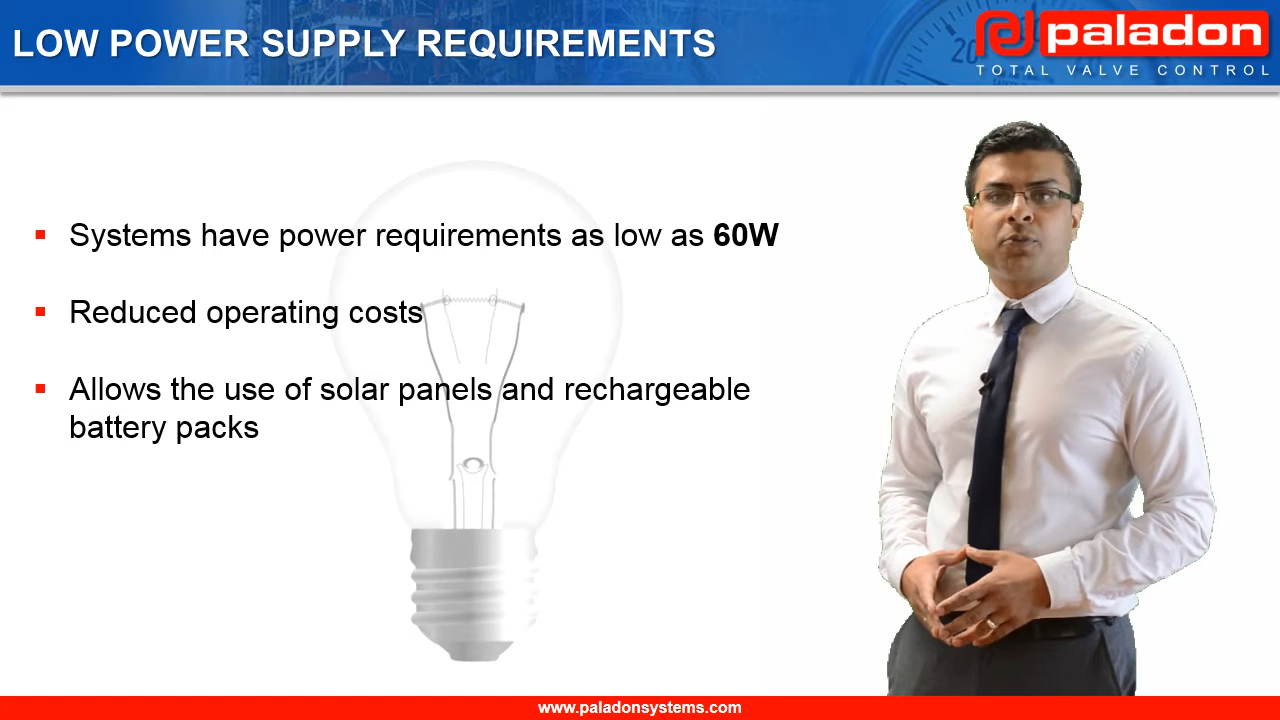 LOW POWER SUPPLY REQUIREMENTS
paladon
TOTAL VALVE CONTROL
20
▪ Systems have power requirements as low as 60W
▪ Reduced operating costs
▪ Allows the use of solar panels and rechargeable
battery packs
www.paladonsystems.com